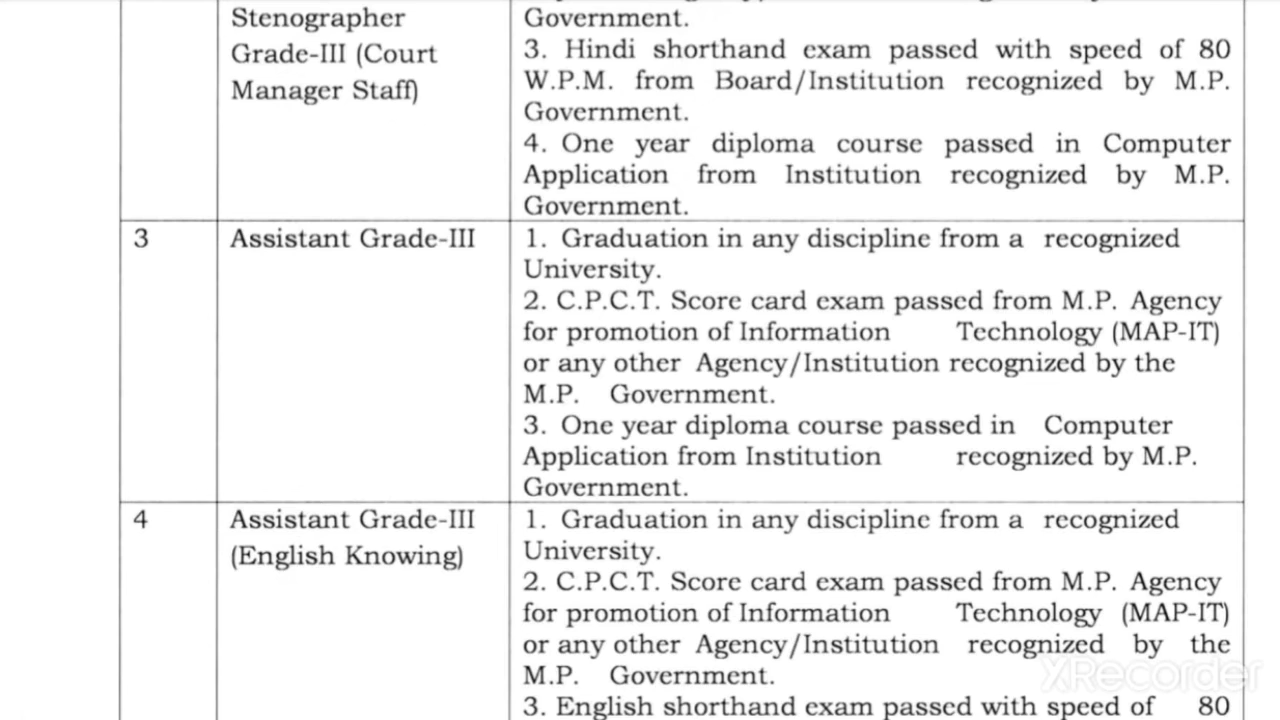 Stenographer
Grade-III (Court
Manager Staff)
Government.
3. Hindi shorthand exam passed with speed of 80
W.P.M. from Board/Institution recognized by M.P.
Government.
4. One year diploma course passed in Computer
Application from Institution recognized by M.P.
Government.
3
Assistant Grade-III
1. Graduation in any discipline from a recognized
University.
2. C.P.C.T. Score card exam passed from M.P. Agency
for promotion of Information Technology (MAP-IT)
or any other Agency/Institution recognized by the
M.P. Government.
3. One year diploma course passed in Computer
Application from Institution recognized by M.P.
Government.
4
Assistant Grade-III
(English Knowing)
1. Graduation in any discipline from a recognized
University.
2. C.P.C.T. Score card exam passed from M.P. Agency
for promotion of Information Technology (MAP-IT)
or any other Agency/Institution recognized by the
M.P. Government.
3. English shorthand exam passed with speed of 80
XRecorder